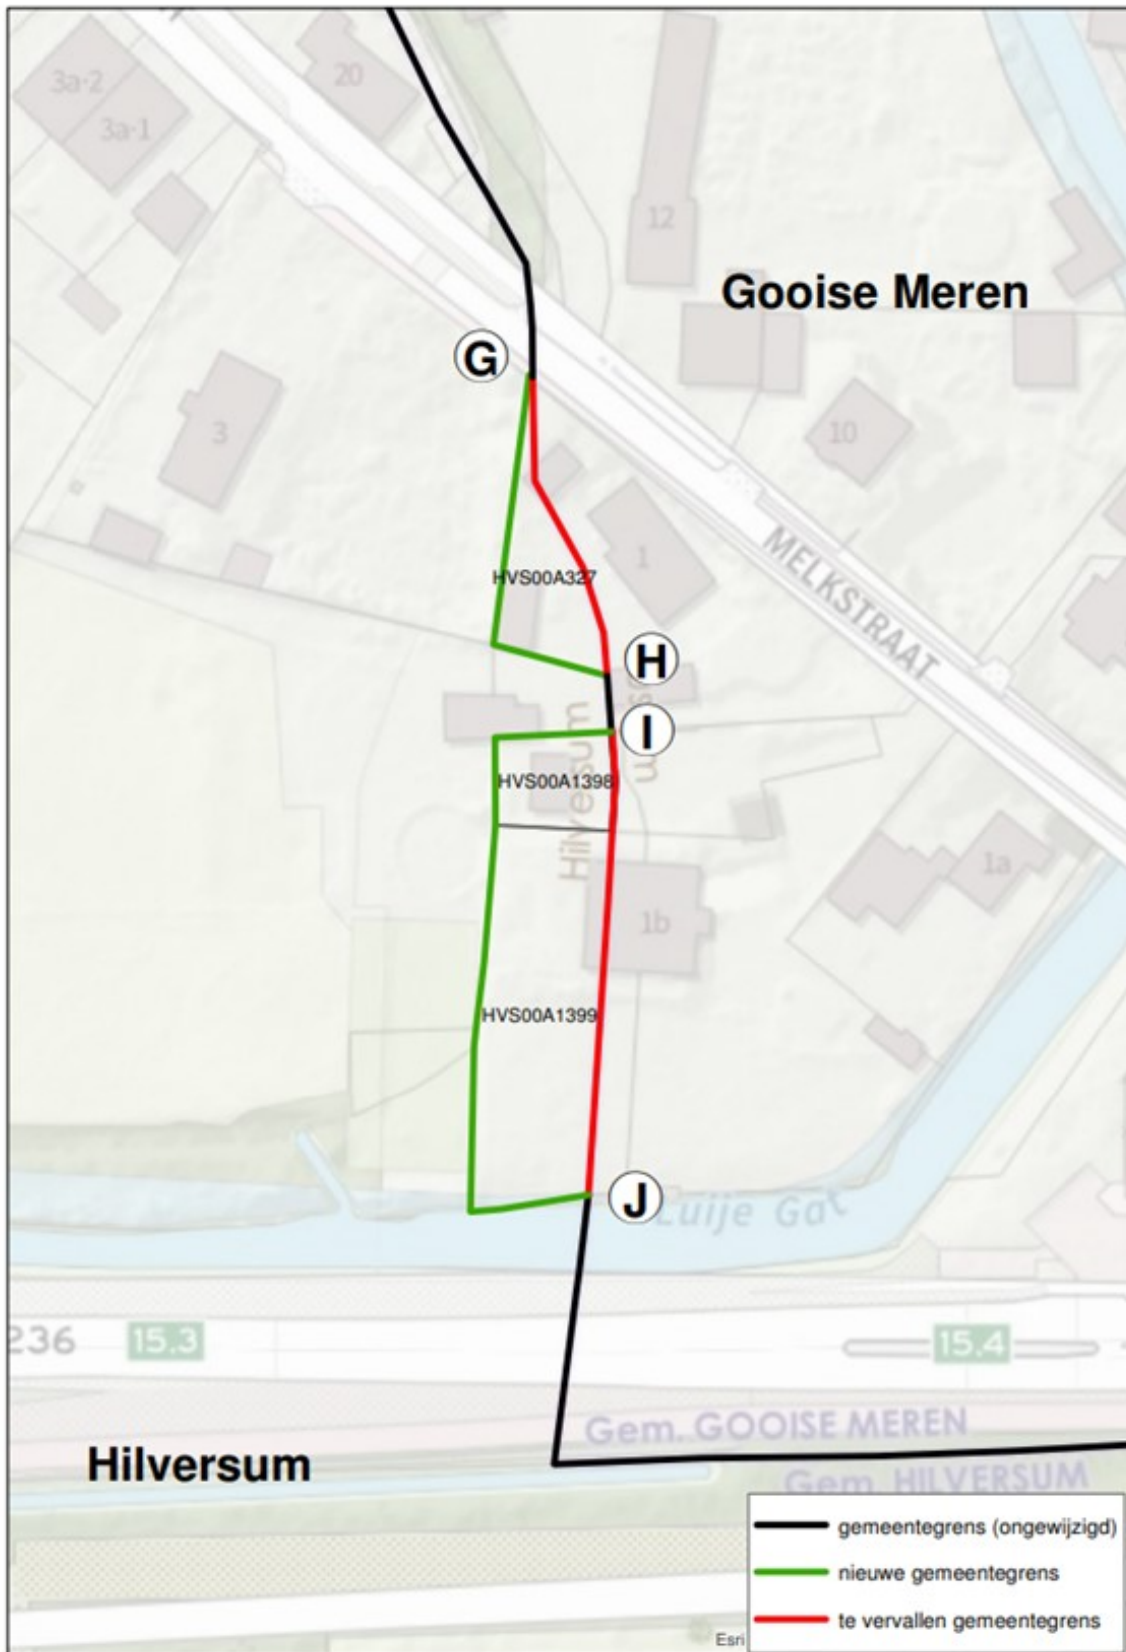 3a-2
3a-1
20
12
Gooise Meren
G
3
10
1
MELKSTRAAT
HVS00A327
H
I
Hilversum
HVS00A1398
1a
1b
HVS00A1399
J
Luije Gat
236
15.3
15.4
Gem. GOOISE MEREN
Hilversum
Gem. HILVERSUM
gemeentegrens (ongewijzigd)
nieuwe gemeentegrens
te vervallen gemeentegrens
Esri